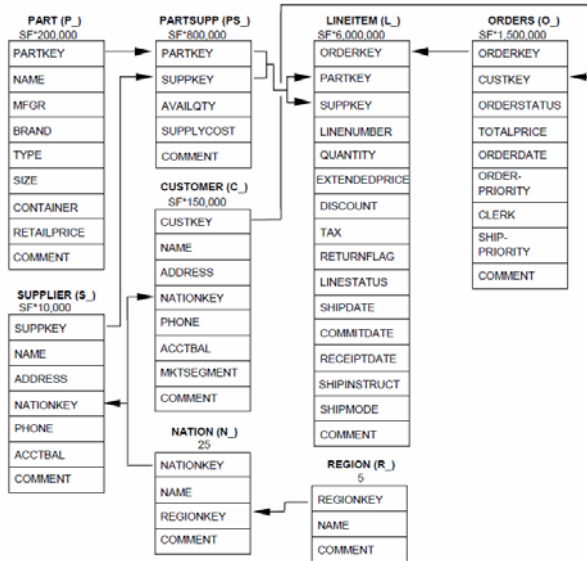 PART (P_)
SF*200,000
PARTKEY
NAME
MFGR
BRAND
TYPE
SIZE
CONTAINER
RETAILPRICE
COMMENT
PARTSUPP (PS_)
SF*800,000
PARTKEY
SUPPKEY
AVAILQTY
SUPPLYCOST
COMMENT
LINEITEM (L_)
SF*6,000,000
ORDERKEY
PARTKEY
SUPPKEY
LINENUMBER
QUANTITY
EXTENDEDPRICE
DISCOUNT
TAX
RETURNFLAG
LINESTATUS
SHIPDATE
COMMITDATE
RECEIPTDATE
SHIPINSTRUCT
SHIPMODE
COMMENT
ORDERS (O_)
SF*1,500,000
ORDERKEY
CUSTKEY
ORDERSTATUS
TOTALPRICE
ORDERDATE
ORDER-
PRIORITY
CLERK
SHIP-
PRIORITY
COMMENT
CUSTOMER (C_)
SF*150,000
CUSTKEY
NAME
ADDRESS
NATIONKEY
PHONE
ACCTBAL
MKTSEGMENT
COMMENT
SUPPLIER (S_)
SF*10,000
SUPPKEY
NAME
ADDRESS
NATIONKEY
PHONE
ACCTBAL
COMMENT
NATION (N_)
25
NATIONKEY
NAME
REGIONKEY
COMMENT
REGION (R_)
5
REGIONKEY
NAME
COMMENT